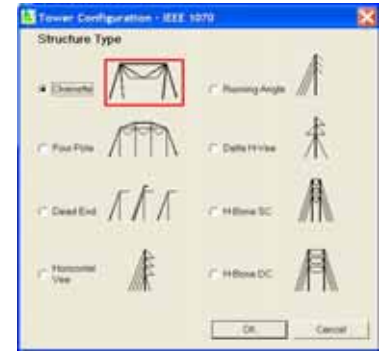 Tower Configuration - IEEE 1070
Structure Type
Chainette
Running Angle
Four Pole
Delta H-Vee
Dead End
H-Bone SC
Horizontal
Vee
H-Bone DC
OK
Cancel